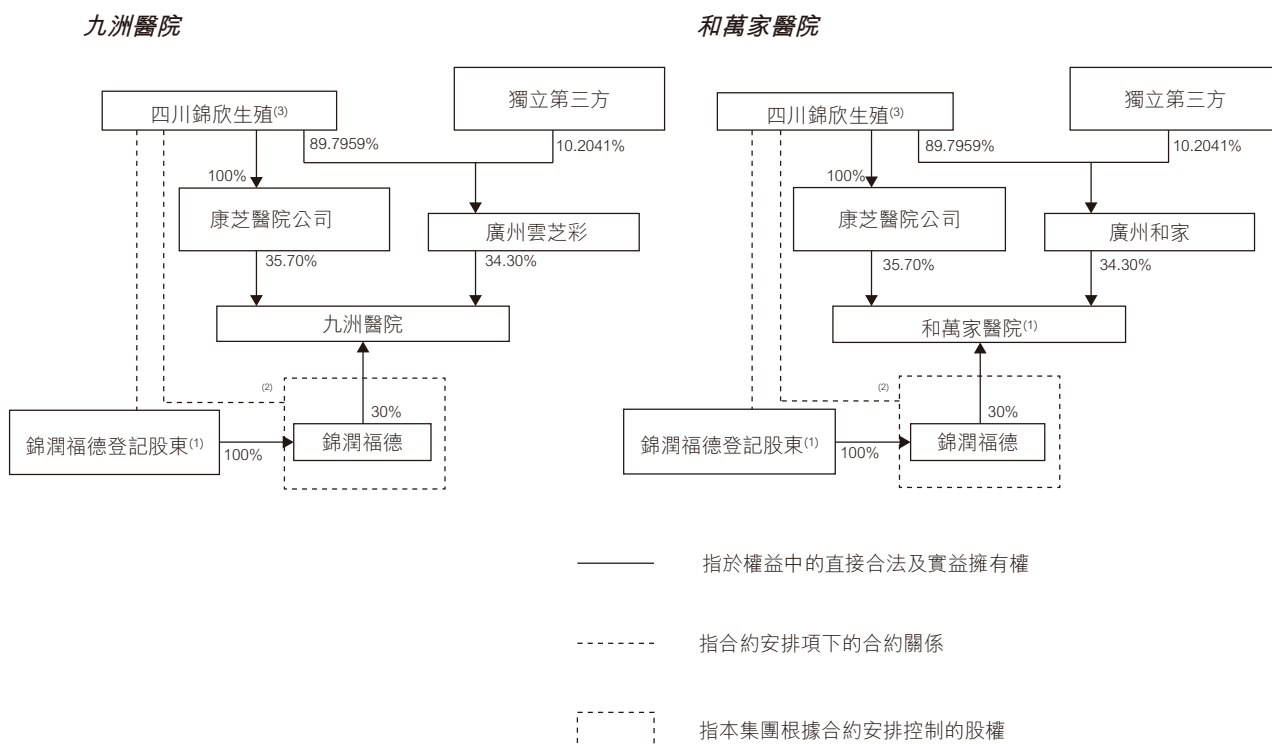 九洲醫院
四川錦欣生殖(3)
獨立第三方
89.7959%
10.2041%
100%
康芝醫院公司
廣州雲芝彩
35.70%
34.30%
九洲醫院
(2)
30%
錦潤福德登記股東(1)
100%
錦潤福德
和萬家醫院
四川錦欣生殖(3)
獨立第三方
89.7959%
10.2041%
100%
康芝醫院公司
廣州和家
35.70%
34.30%
和萬家醫院(1)
(2)
30%
錦潤福德登記股東(1)
100%
錦潤福德
指於權益中的直接合法及實益擁有權
指合約安排項下的合約關係
指本集團根據合約安排控制的股權